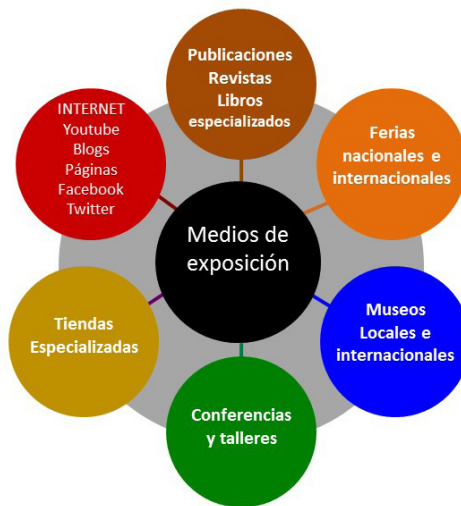 Publicaciones
Revistas
Libros
especializados
INTERNET
Youtube
Blogs
Páginas
Facebook
Twitter
Ferias
nacionales e
internacionales
Medios de
exposición
Tiendas
Especializadas
Museos
Locales e
internacionales
Conferencias
y talleres